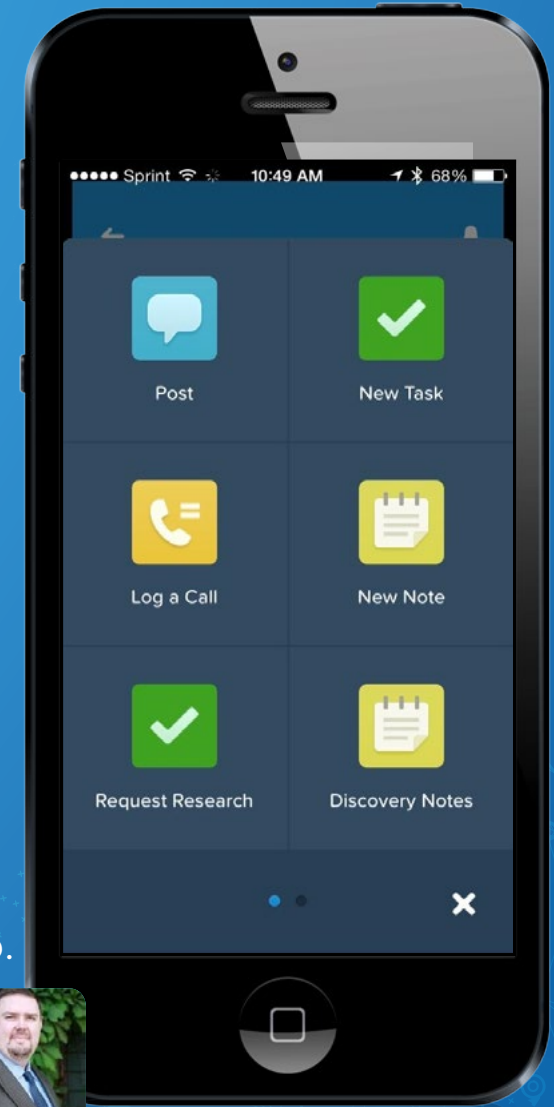 Sprint 10:49 AM 68%
Post New Task
Log a Call New Note
Request Research Discovery Notes